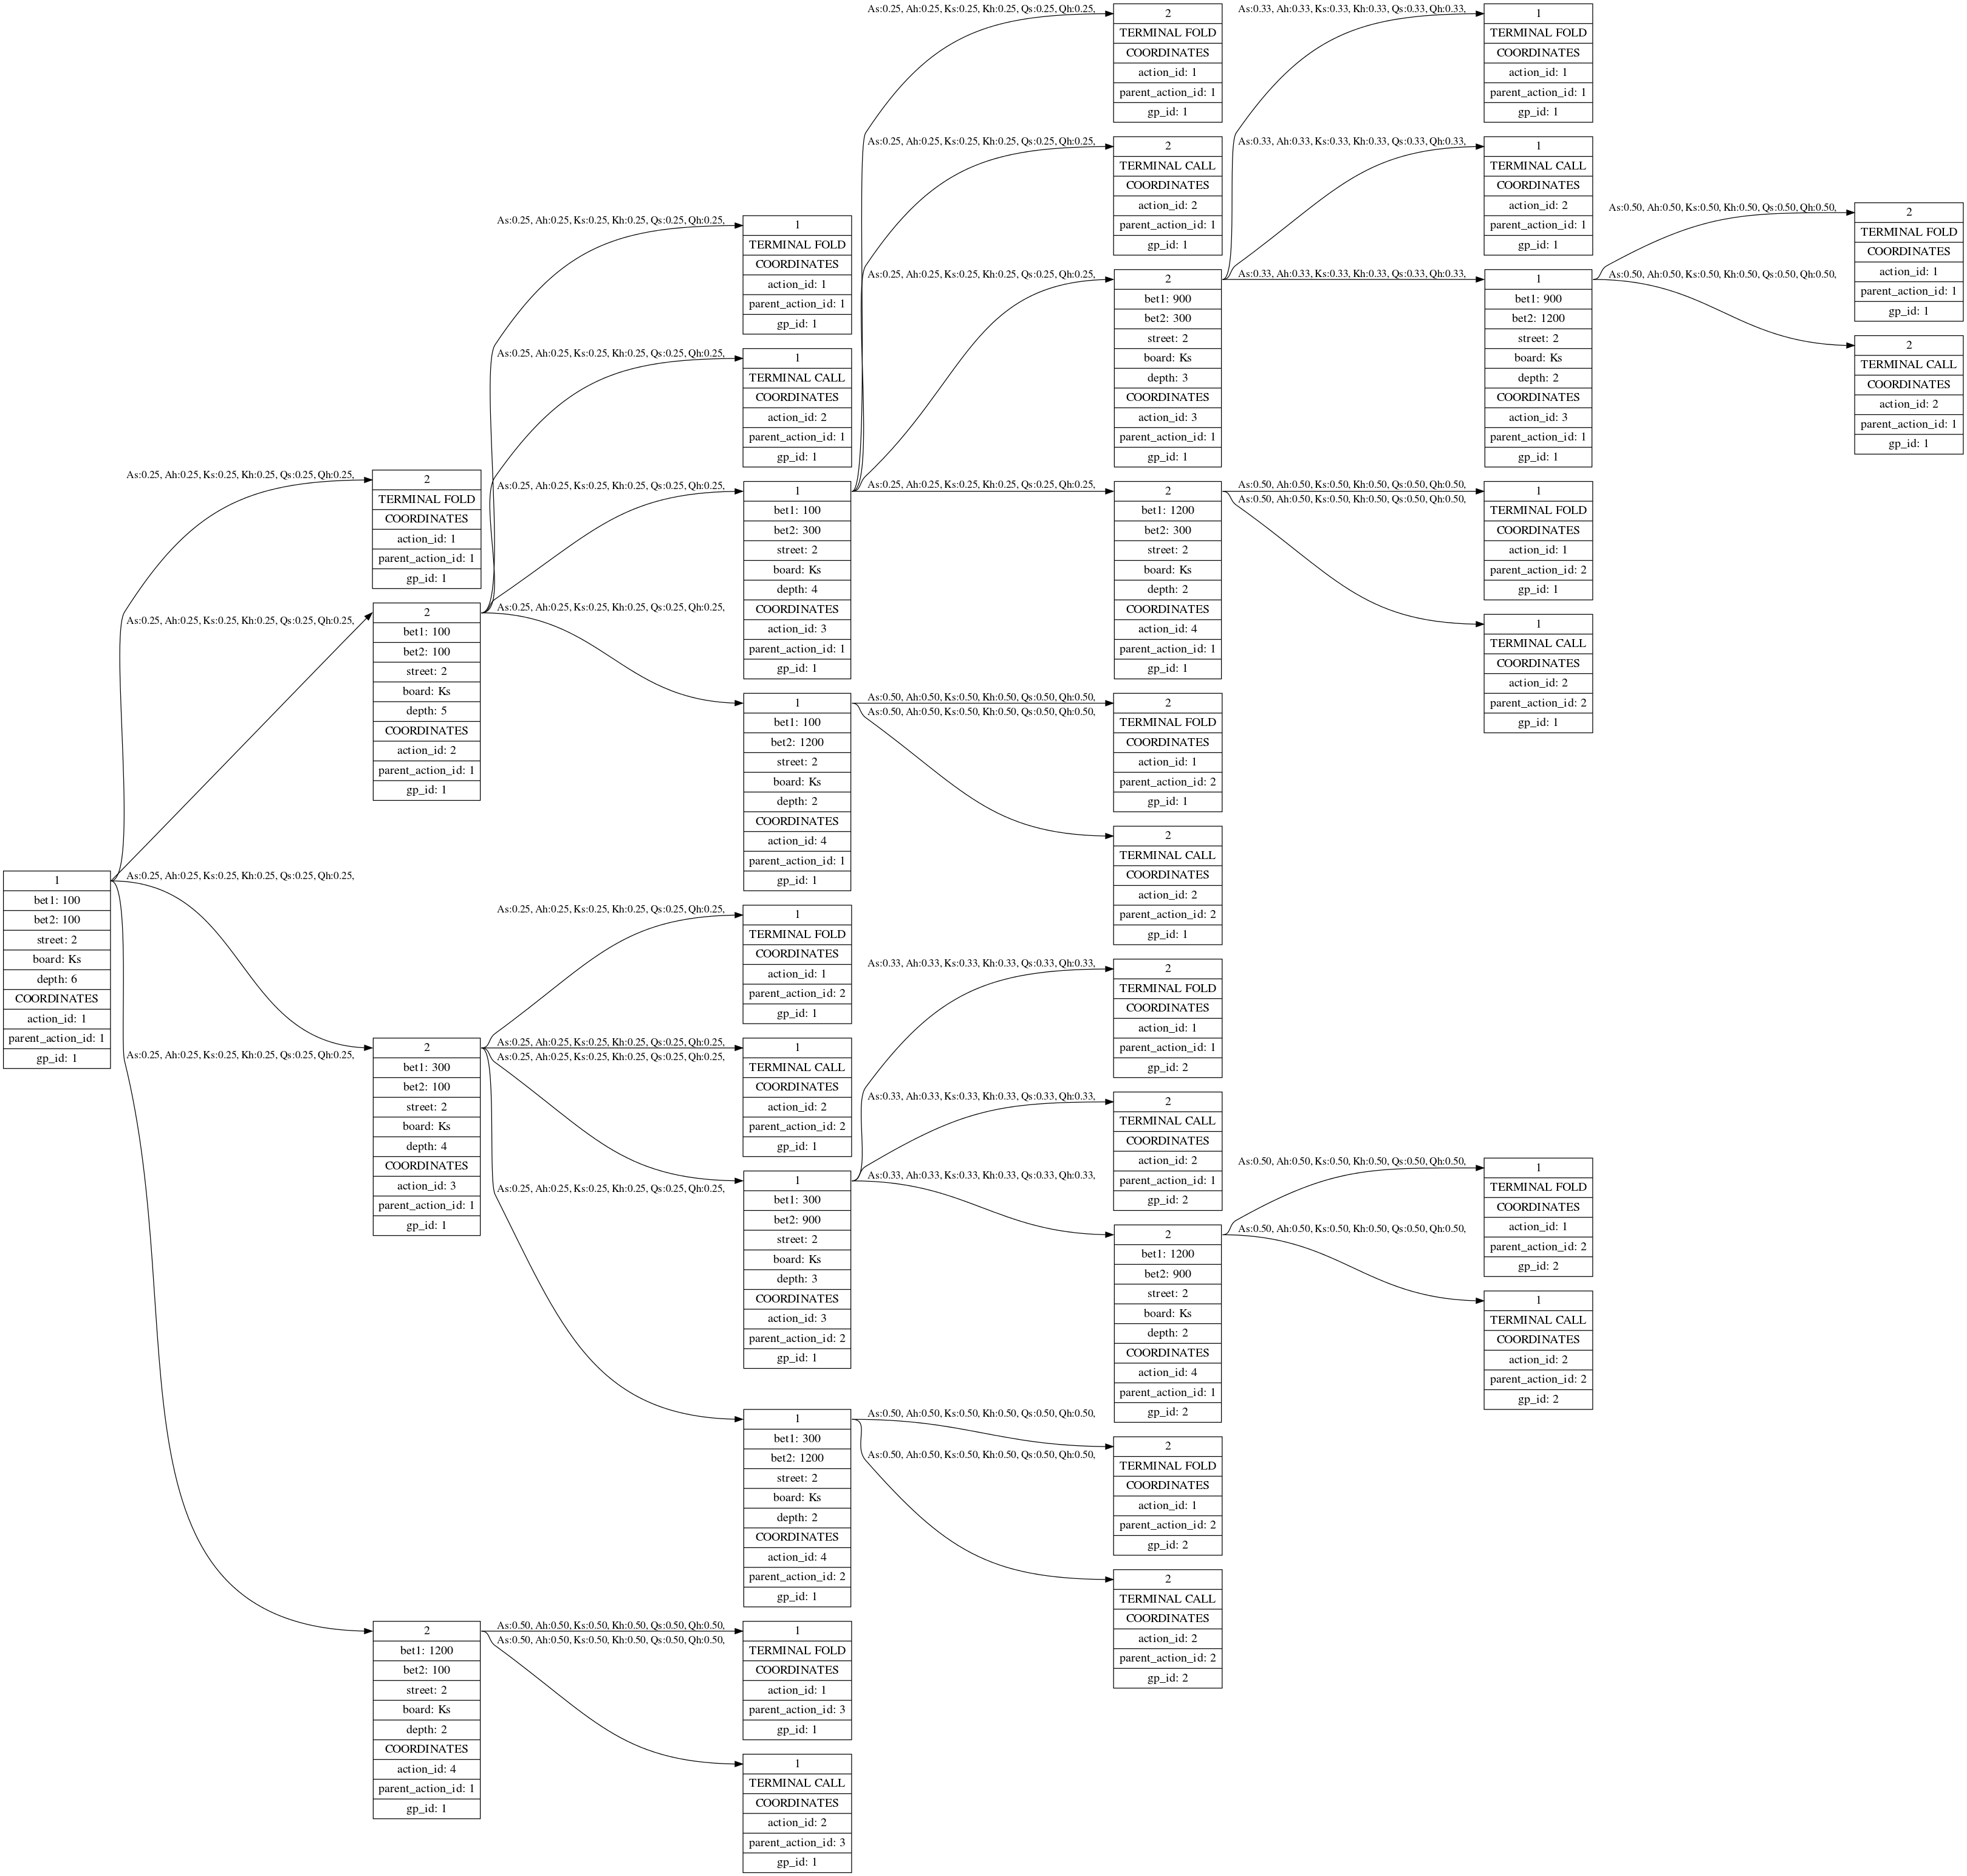 1
bet1: 100
bet2: 100
street: 2
board: Ks
depth: 6
COORDINATES
action_id: 1
parent_action_id: 1
gp_id: 1
As:0.25, Ah:0.25, Ks:0.25, Kh:0.25, Qs:0.25, Qh:0.25,
As:0.25, Ah:0.25, Ks:0.25, Kh:0.25, Qs:0.25, Qh:0.25,
As:0.25, Ah:0.25, Ks:0.25, Kh:0.25, Qs:0.25, Qh:0.25,
As:0.25, Ah:0.25, Ks:0.25, Kh:0.25, Qs:0.25, Qh:0.25,
2
TERMINAL FOLD
COORDINATES
action_id: 1
parent_action_id: 1
gp_id: 1
2
bet1: 100
bet2: 100
street: 2
board: Ks
depth: 5
COORDINATES
action_id: 2
parent_action_id: 1
gp_id: 1
2
bet1: 300
bet2: 100
street: 2
board: Ks
depth: 4
COORDINATES
action_id: 3
parent_action_id: 1
gp_id: 1
2
bet1: 1200
bet2: 100
street: 2
board: Ks
depth: 2
COORDINATES
action_id: 4
parent_action_id: 1
gp_id: 1
As:0.25, Ah:0.25, Ks:0.25, Kh:0.25, Qs:0.25, Qh:0.25,
As:0.25, Ah:0.25, Ks:0.25, Kh:0.25, Qs:0.25, Qh:0.25,
As:0.25, Ah:0.25, Ks:0.25, Kh:0.25, Qs:0.25, Qh:0.25,
As:0.25, Ah:0.25, Ks:0.25, Kh:0.25, Qs:0.25, Qh:0.25,
As:0.25, Ah:0.25, Ks:0.25, Kh:0.25, Qs:0.25, Qh:0.25,
As:0.25, Ah:0.25, Ks:0.25, Kh:0.25, Qs:0.25, Qh:0.25,
As:0.25, Ah:0.25, Ks:0.25, Kh:0.25, Qs:0.25, Qh:0.25,
As:0.25, Ah:0.25, Ks:0.25, Kh:0.25, Qs:0.25, Qh:0.25,
As:0.50, Ah:0.50, Ks:0.50, Kh:0.50, Qs:0.50, Qh:0.50,
As:0.50, Ah:0.50, Ks:0.50, Kh:0.50, Qs:0.50, Qh:0.50,
1
TERMINAL FOLD
COORDINATES
action_id: 1
parent_action_id: 1
gp_id: 1
1
TERMINAL CALL
COORDINATES
action_id: 2
parent_action_id: 1
gp_id: 1
1
bet1: 100
bet2: 300
street: 2
board: Ks
depth: 4
COORDINATES
action_id: 3
parent_action_id: 1
gp_id: 1
1
bet1: 100
bet2: 1200
street: 2
board: Ks
depth: 2
COORDINATES
action_id: 4
parent_action_id: 1
gp_id: 1
1
TERMINAL FOLD
COORDINATES
action_id: 1
parent_action_id: 2
gp_id: 1
1
TERMINAL CALL
COORDINATES
action_id: 2
parent_action_id: 2
gp_id: 1
1
bet1: 300
bet2: 900
street: 2
board: Ks
depth: 3
COORDINATES
action_id: 3
parent_action_id: 2
gp_id: 1
1
bet1: 300
bet2: 1200
street: 2
board: Ks
depth: 2
COORDINATES
action_id: 4
parent_action_id: 2
gp_id: 1
1
TERMINAL FOLD
COORDINATES
action_id: 1
parent_action_id: 3
gp_id: 1
1
TERMINAL CALL
COORDINATES
action_id: 2
parent_action_id: 3
gp_id: 1
As:0.25, Ah:0.25, Ks:0.25, Kh:0.25, Qs:0.25, Qh:0.25,
As:0.25, Ah:0.25, Ks:0.25, Kh:0.25, Qs:0.25, Qh:0.25,
As:0.25, Ah:0.25, Ks:0.25, Kh:0.25, Qs:0.25, Qh:0.25,
As:0.25, Ah:0.25, Ks:0.25, Kh:0.25, Qs:0.25, Qh:0.25,
As:0.50, Ah:0.50, Ks:0.50, Kh:0.50, Qs:0.50, Qh:0.50,
As:0.50, Ah:0.50, Ks:0.50, Kh:0.50, Qs:0.50, Qh:0.50,
As:0.33, Ah:0.33, Ks:0.33, Kh:0.33, Qs:0.33, Qh:0.33,
As:0.33, Ah:0.33, Ks:0.33, Kh:0.33, Qs:0.33, Qh:0.33,
As:0.33, Ah:0.33, Ks:0.33, Kh:0.33, Qs:0.33, Qh:0.33,
As:0.50, Ah:0.50, Ks:0.50, Kh:0.50, Qs:0.50, Qh:0.50,
As:0.50, Ah:0.50, Ks:0.50, Kh:0.50, Qs:0.50, Qh:0.50,
2
TERMINAL FOLD
COORDINATES
action_id: 1
parent_action_id: 1
gp_id: 1
2
TERMINAL CALL
COORDINATES
action_id: 2
parent_action_id: 1
gp_id: 1
2
bet1: 900
bet2: 300
street: 2
board: Ks
depth: 3
COORDINATES
action_id: 3
parent_action_id: 1
gp_id: 1
2
bet1: 1200
bet2: 300
street: 2
board: Ks
depth: 2
COORDINATES
action_id: 4
parent_action_id: 1
gp_id: 1
2
TERMINAL FOLD
COORDINATES
action_id: 1
parent_action_id: 2
gp_id: 1
2
TERMINAL CALL
COORDINATES
action_id: 2
parent_action_id: 2
gp_id: 1
2
TERMINAL FOLD
COORDINATES
action_id: 1
parent_action_id: 1
gp_id: 2
2
TERMINAL CALL
COORDINATES
action_id: 2
parent_action_id: 1
gp_id: 2
2
bet1: 1200
bet2: 900
street: 2
board: Ks
depth: 2
COORDINATES
action_id: 4
parent_action_id: 1
gp_id: 2
2
TERMINAL FOLD
COORDINATES
action_id: 1
parent_action_id: 2
gp_id: 2
2
TERMINAL CALL
COORDINATES
action_id: 2
parent_action_id: 2
gp_id: 2
As:0.33, Ah:0.33, Ks:0.33, Kh:0.33, Qs:0.33, Qh:0.33,
As:0.33, Ah:0.33, Ks:0.33, Kh:0.33, Qs:0.33, Qh:0.33,
As:0.33, Ah:0.33, Ks:0.33, Kh:0.33, Qs:0.33, Qh:0.33,
As:0.50, Ah:0.50, Ks:0.50, Kh:0.50, Qs:0.50, Qh:0.50,
As:0.50, Ah:0.50, Ks:0.50, Kh:0.50, Qs:0.50, Qh:0.50,
As:0.50, Ah:0.50, Ks:0.50, Kh:0.50, Qs:0.50, Qh:0.50,
As:0.50, Ah:0.50, Ks:0.50, Kh:0.50, Qs:0.50, Qh:0.50,
1
TERMINAL FOLD
COORDINATES
action_id: 1
parent_action_id: 1
gp_id: 1
1
TERMINAL CALL
COORDINATES
action_id: 2
parent_action_id: 1
gp_id: 1
1
bet1: 900
bet2: 1200
street: 2
board: Ks
depth: 2
COORDINATES
action_id: 3
parent_action_id: 1
gp_id: 1
1
TERMINAL FOLD
COORDINATES
action_id: 1
parent_action_id: 2
gp_id: 1
1
TERMINAL CALL
COORDINATES
action_id: 2
parent_action_id: 2
gp_id: 1
1
TERMINAL FOLD
COORDINATES
action_id: 1
parent_action_id: 2
gp_id: 2
1
TERMINAL CALL
COORDINATES
action_id: 2
parent_action_id: 2
gp_id: 2
As:0.50, Ah:0.50, Ks:0.50, Kh:0.50, Qs:0.50, Qh:0.50,
As:0.50, Ah:0.50, Ks:0.50, Kh:0.50, Qs:0.50, Qh:0.50,
2
TERMINAL FOLD
COORDINATES
action_id: 1
parent_action_id: 1
gp_id: 1
2
TERMINAL CALL
COORDINATES
action_id: 2
parent_action_id: 1
gp_id: 1